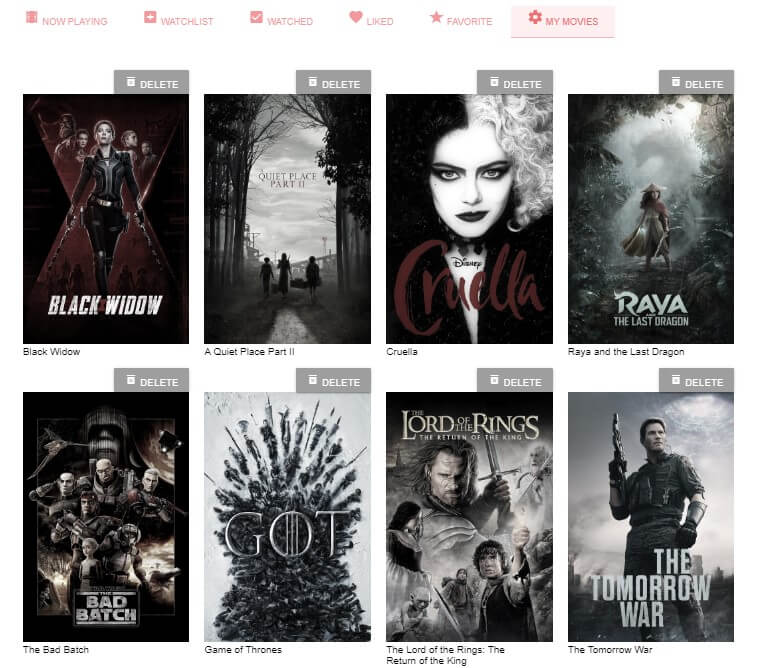 NOW PLAYING
WATCHLIST
WATCHED
LIKED
FAVORITE
MY MOVIES
DELETE
DELETE
DELETE
DELETE
BLACK WIDOW
A QUIET PLACE
PART II
Disney
Cruella
RAYA
AND
THE LAST DRAGON
Black Widow
A Quiet Place Part II
Cruella
Raya and the Last Dragon
DELETE
DELETE
DELETE
DELETE
THE
BAD
BATCH
GOT
THE
LORD OF THE RINGS
THE RETURN OF THE KING
THE
TOMORROW
WAR
The Bad Batch
Game of Thrones
The Lord of the Rings: The
Return of the King
The Tomorrow War